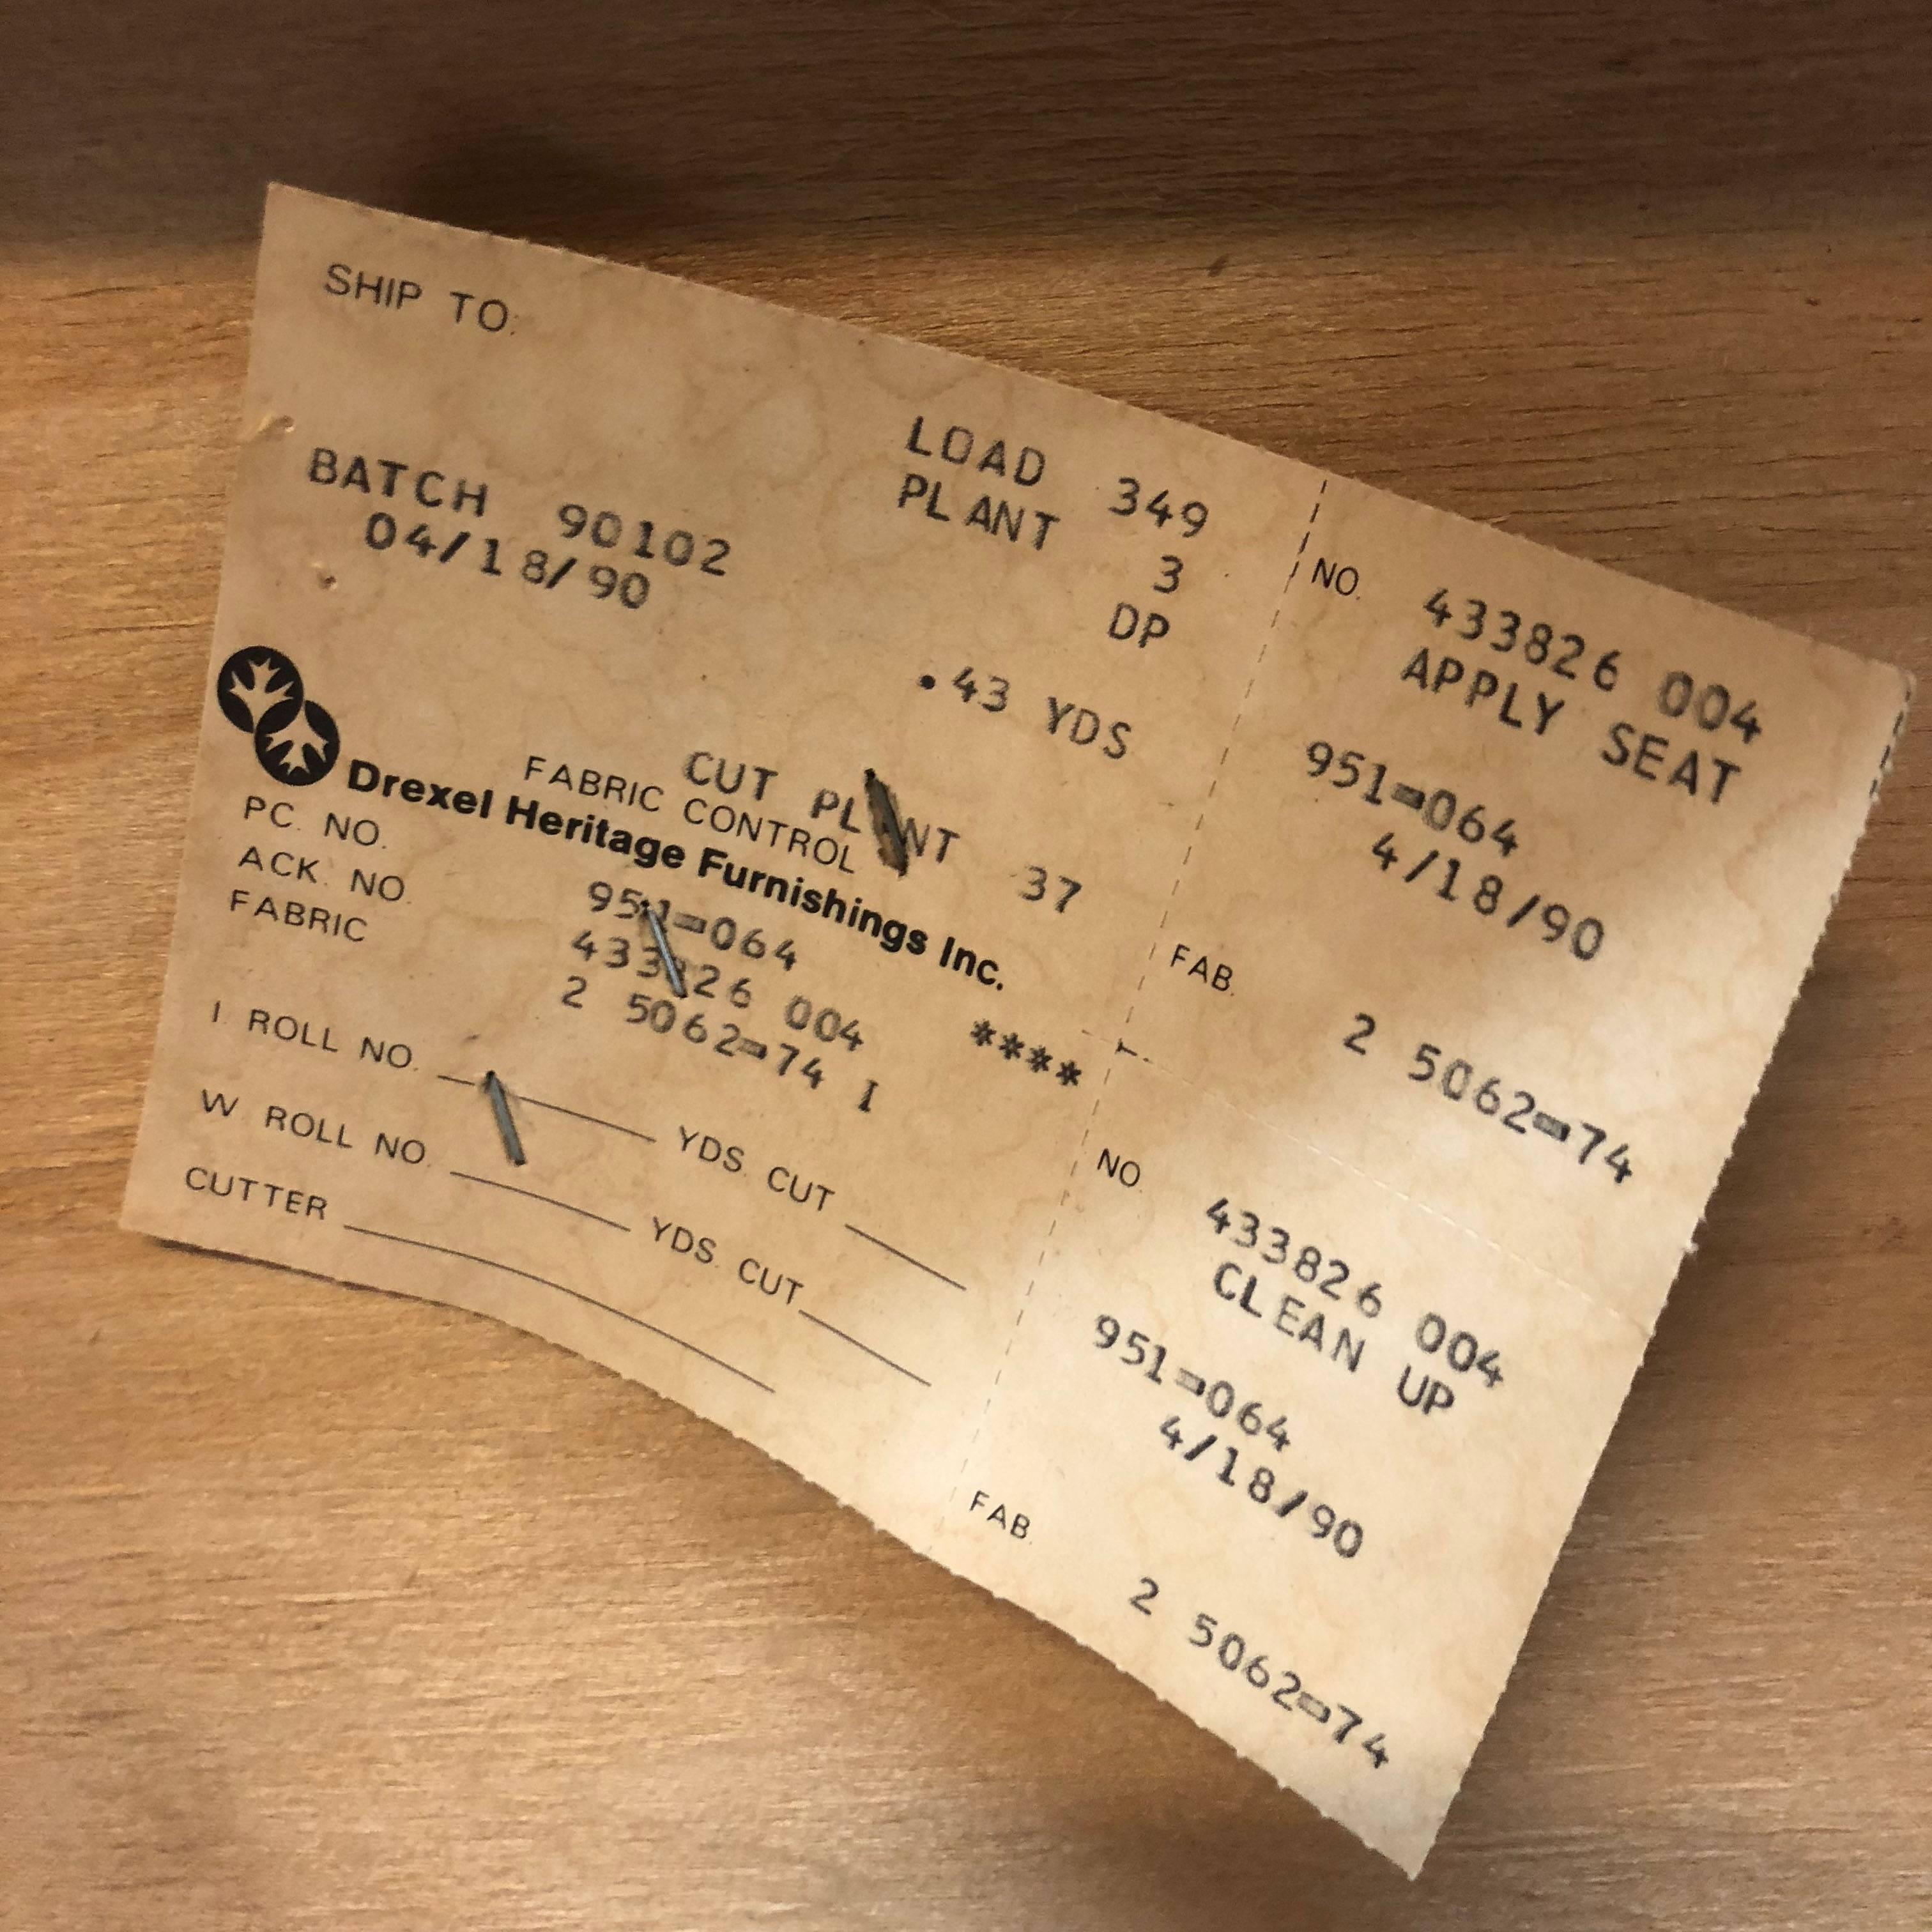 SHIP TO:
LOAD 349
BATCH 90102 PLANT 3
04/18/90 DP
.43 YDS
CUT PLANT 37
FABRIC CONTROL
Drexel Heritage Furnishings Inc.
PC. NO. 951=064
ACK. NO. 433826 004 ****
FABRIC 2 5062=74 I
I ROLL NO. YDS. CUT
W ROLL NO. YDS. CUT
CUTTER
NO. 433826 004
APPLY SEAT
951=064
4/18/90
FAB. 2 5062=74
NO. 433826 004
CLEAN UP
951=064
4/18/90
FAB. 2 5062=74